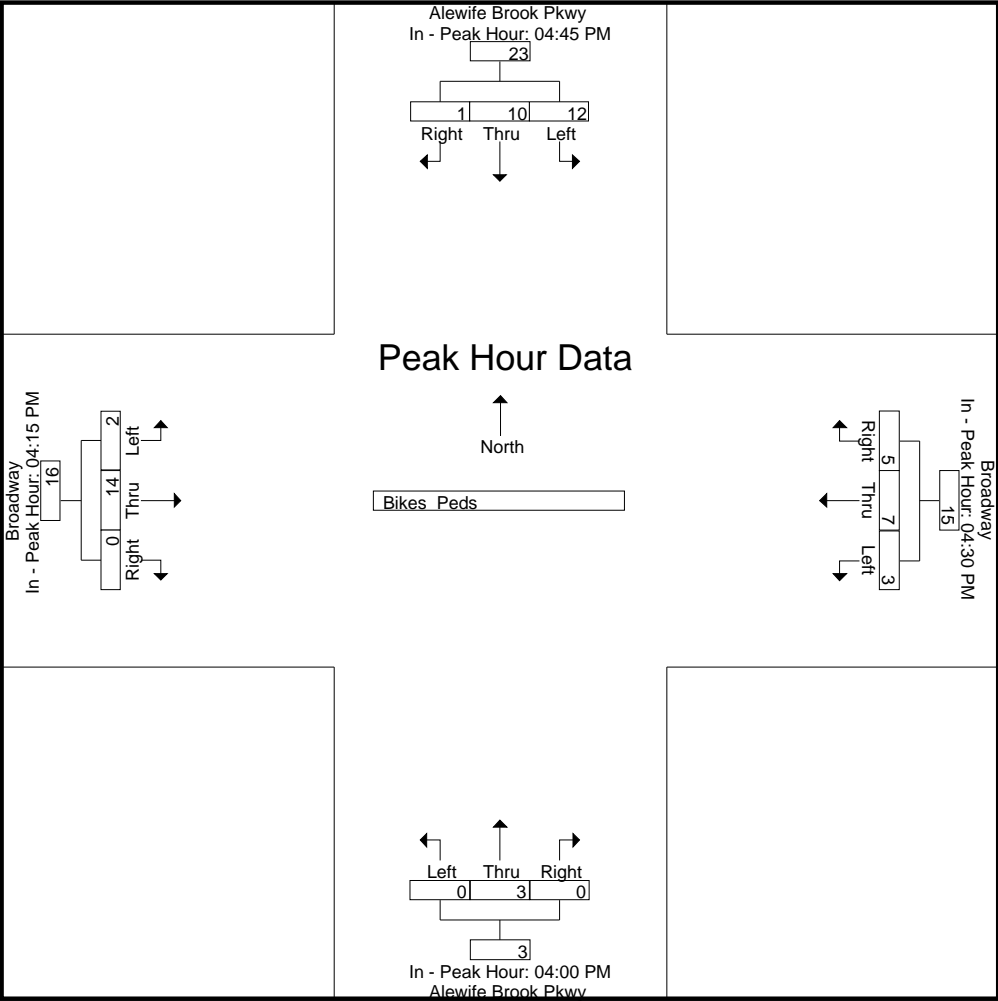 Alewife Brook Pkwy
In - Peak Hour: 04:45 PM
23
1 10 12
Right Thru Left
Peak Hour Data
North
Bikes Peds
Broadway
In - Peak Hour: 04:15 PM
16
2 14 0
Left Thru Right
Broadway
In - Peak Hour: 04:30 PM
15
5 7 3
Right Thru Left
Left Thru Right
0 3 0
3
In - Peak Hour: 04:00 PM
Alewife Brook Pkwy